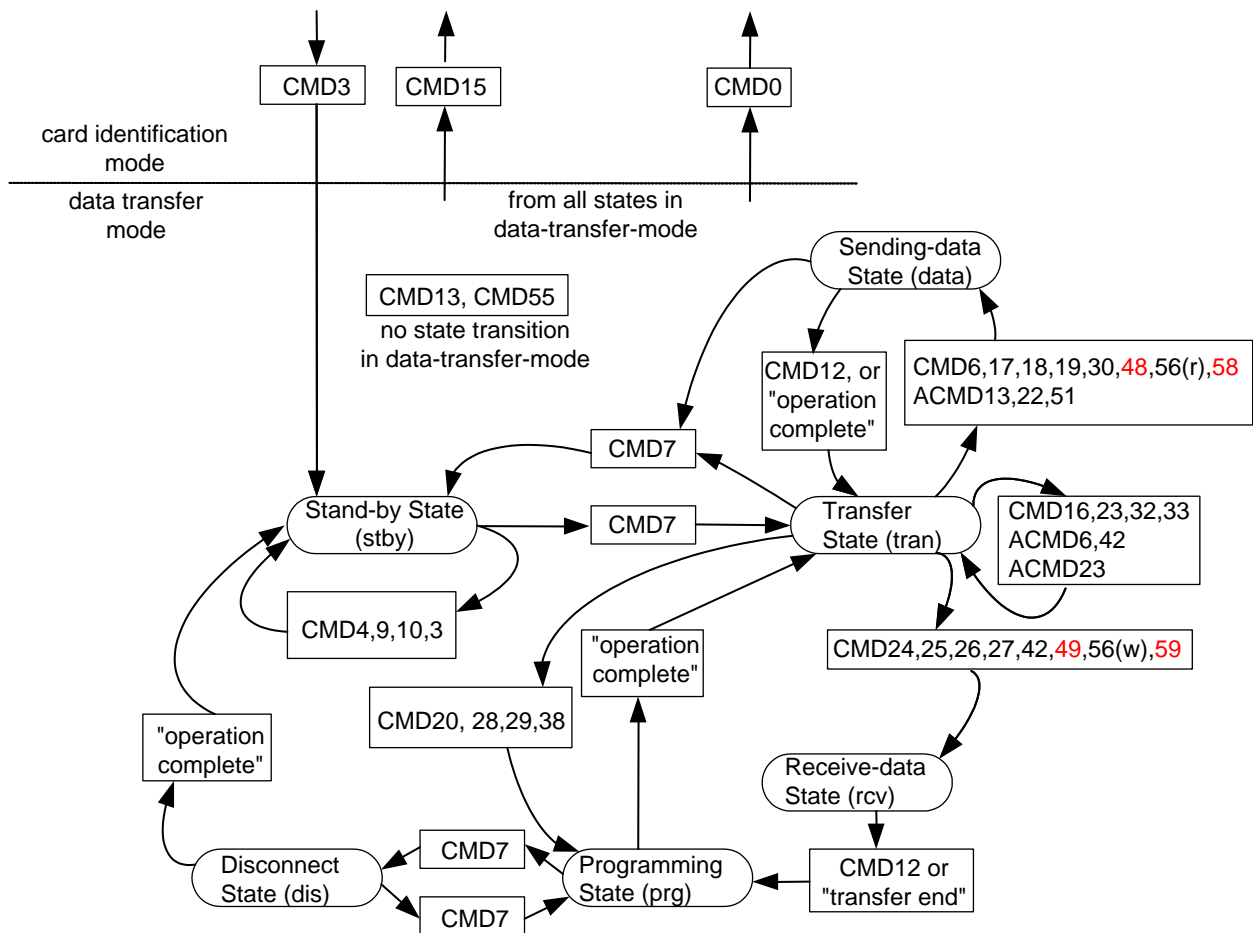 CMD3
CMD15
CMD0
card identification
mode
data transfer
mode
from all states in
data-transfer-mode
Sending-data
State (data)
CMD13, CMD55
no state transition
in data-transfer-mode
CMD12, or
"operation
complete"
CMD6,17,18,19,30,48,56(r),58
ACMD13,22,51
CMD7
Stand-by State
(stby)
CMD7
Transfer
State (tran)
CMD16,23,32,33
ACMD6,42
ACMD23
CMD4,9,10,3
"operation
complete"
CMD24,25,26,27,42,49,56(w),59
CMD20, 28,29,38
"operation
complete"
Receive-data
State (rcv)
CMD7
Disconnect
State (dis)
Programming
State (prg)
CMD12 or
"transfer end"
CMD7